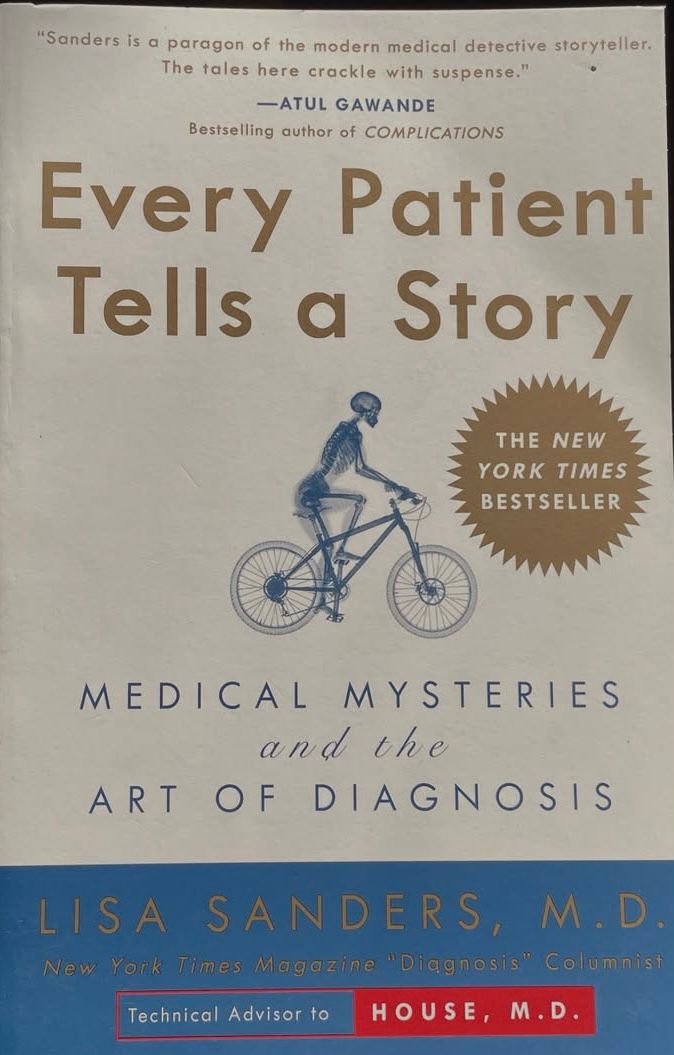 "Sanders is a paragon of the modern medical detective storyteller.
The tales here crackle with suspense."
—ATUL GAWANDE
Bestselling author of COMPLICATIONS
Every Patient
Tells a Story
THE NEW
YORK TIMES
BESTSELLER
MEDICAL MYSTERIES
and the
ART OF DIAGNOSIS
LISA SANDERS, M.D.
New York Times Magazine "Diagnosis" Columnist
Technical Advisor to HOUSE, M.D.